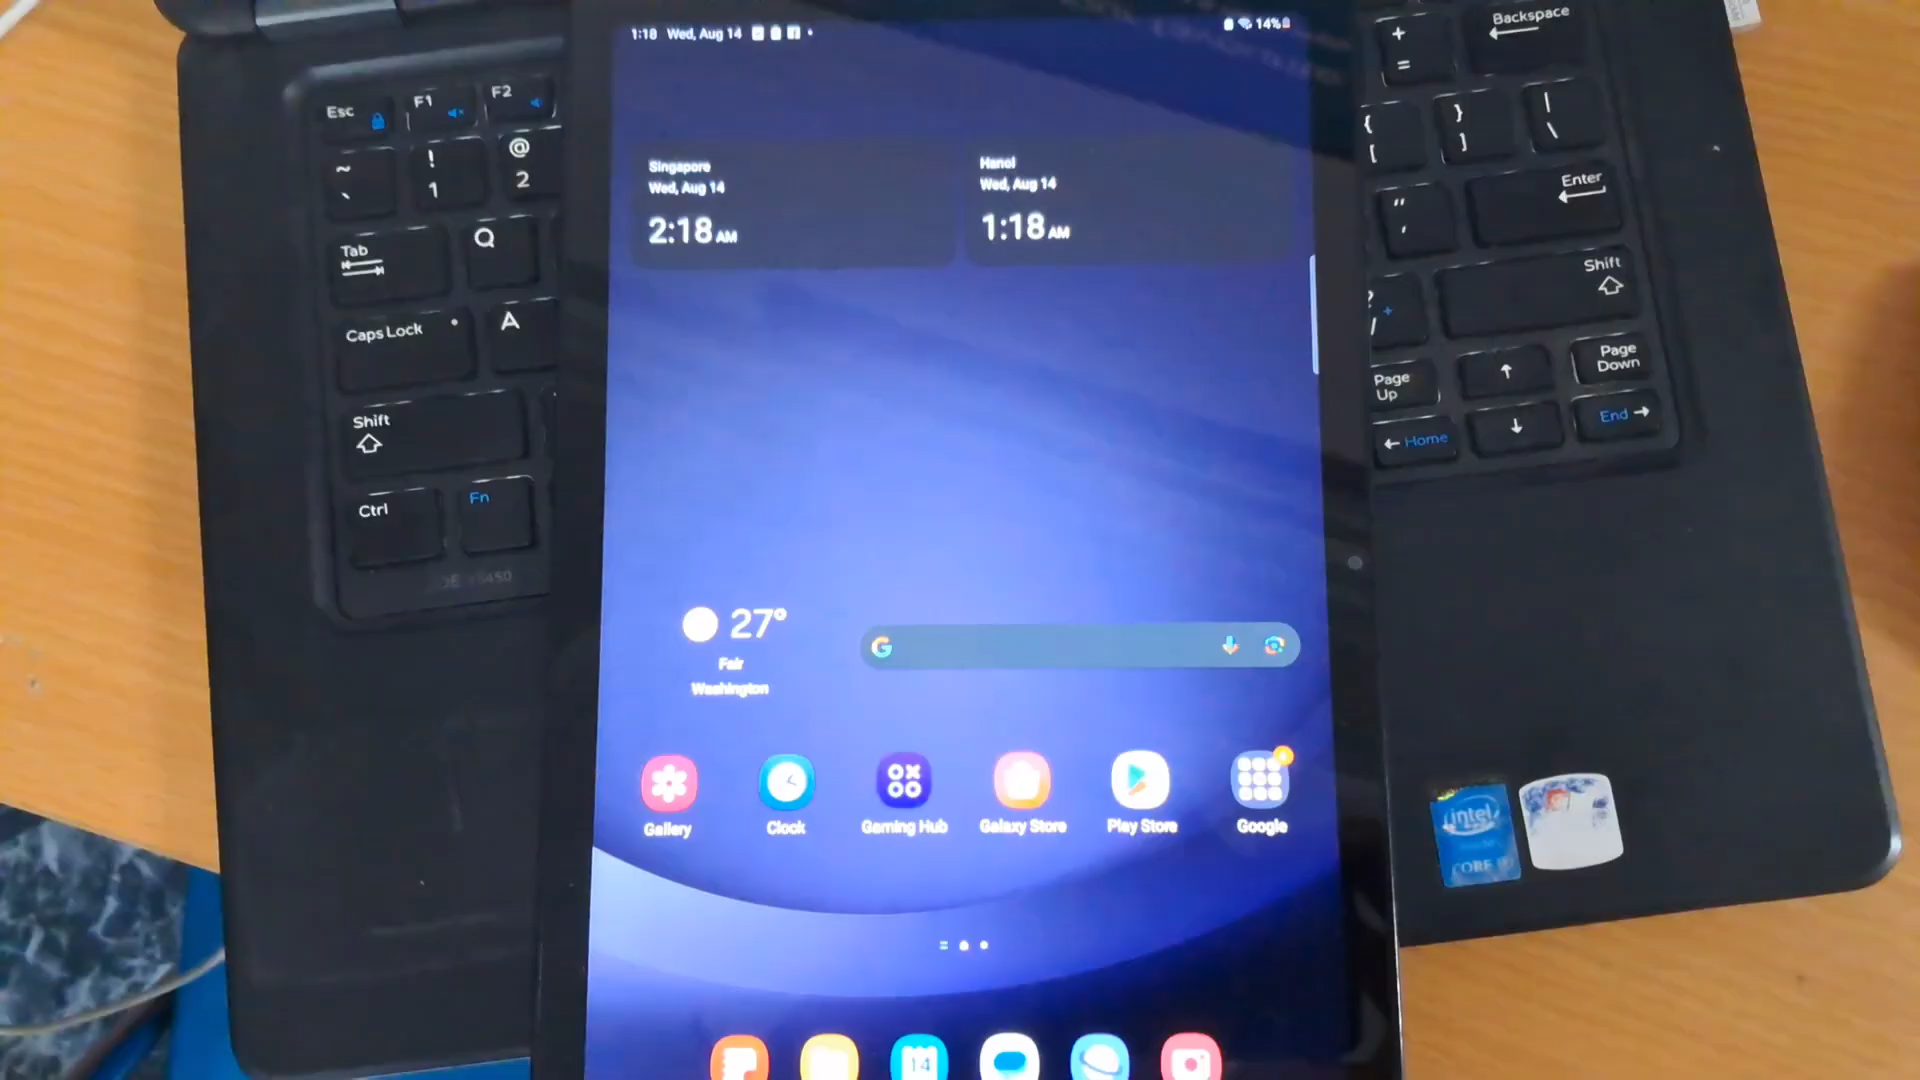 1:18 Wed, Aug 14
14%
Singapore
Wed, Aug 14
2:18 AM
Hanoi
Wed, Aug 14
1:18 AM
27°
Fair
Washington
G
Gallery
Clock
Gaming Hub
Galaxy Store
Play Store
Google
14
Esc
F1
F2
~
`
!
1
@
2
Tab
Q
Caps Lock
A
Shift
Ctrl
Fn
+
=
Backspace
{
[
}
]
|
\
"
'
Enter
?
/
+
Shift
Page
Up
↑
Page
Down
← Home
↓
End →
intel
CORE